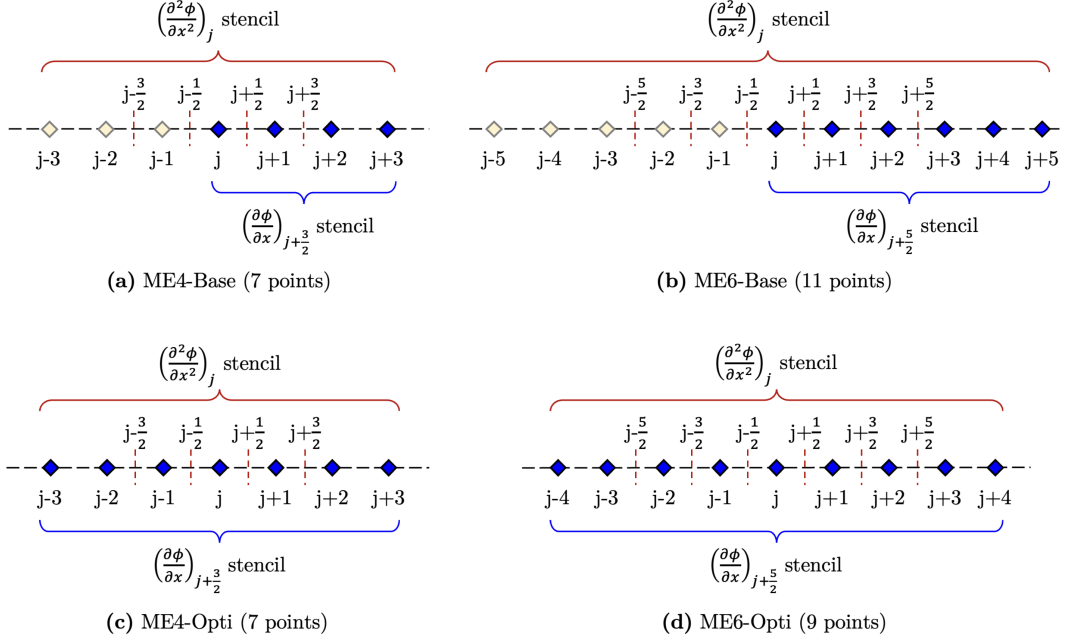 (∂²ϕ/∂x²)_j stencil
j-3/2 j-1/2 j+1/2 j+3/2
j-3 j-2 j-1 j j+1 j+2 j+3
(∂ϕ/∂x)_{j+3/2} stencil
(a) ME4-Base (7 points)
(∂²ϕ/∂x²)_j stencil
j-5/2 j-3/2 j-1/2 j+1/2 j+3/2 j+5/2
j-5 j-4 j-3 j-2 j-1 j j+1 j+2 j+3 j+4 j+5
(∂ϕ/∂x)_{j+5/2} stencil
(b) ME6-Base (11 points)
(∂²ϕ/∂x²)_j stencil
j-3/2 j-1/2 j+1/2 j+3/2
j-3 j-2 j-1 j j+1 j+2 j+3
(∂ϕ/∂x)_{j+3/2} stencil
(c) ME4-Opti (7 points)
(∂²ϕ/∂x²)_j stencil
j-5/2 j-3/2 j-1/2 j+1/2 j+3/2 j+5/2
j-4 j-3 j-2 j-1 j j+1 j+2 j+3 j+4
(∂ϕ/∂x)_{j+5/2} stencil
(d) ME6-Opti (9 points)